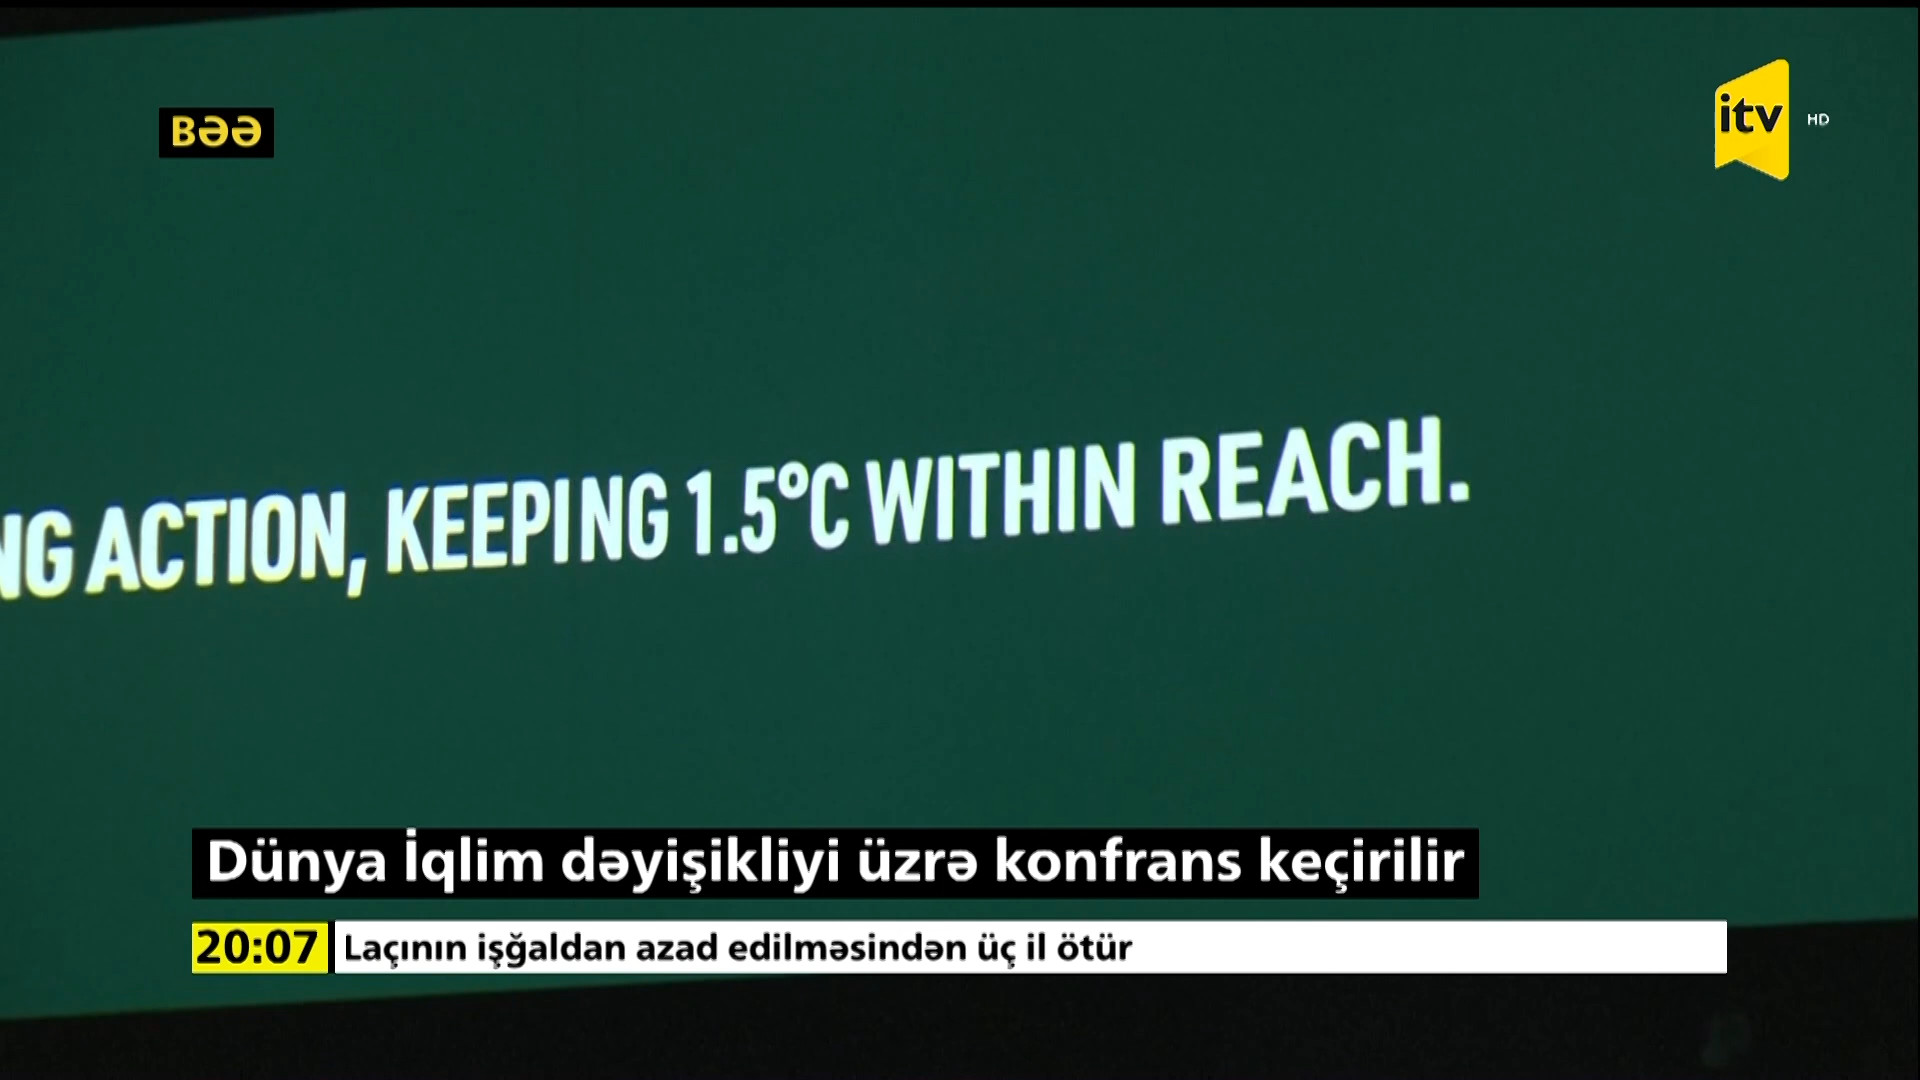 BƏƏ
itv HD
ACTION, KEEPING 1.5°C WITHIN REACH.
Dünya İqlim dəyişikliyi üzrə konfrans keçirilir
20:07 Laçının işğaldan azad edilməsindən üç il ötür